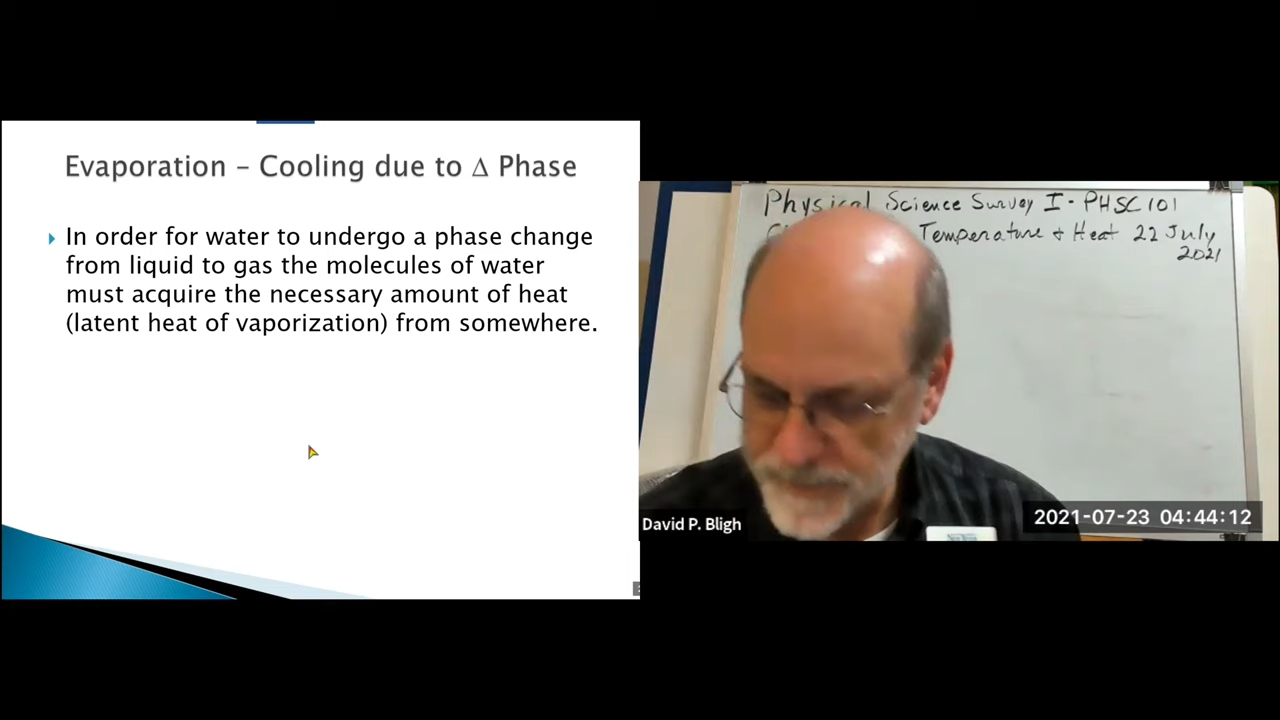 Evaporation – Cooling due to Δ Phase
In order for water to undergo a phase change
from liquid to gas the molecules of water
must acquire the necessary amount of heat
(latent heat of vaporization) from somewhere.
Physical Science Survey I - PHSC 101
Temperature & Heat 22 July
2021
David P. Bligh
2021-07-23 04:44:12